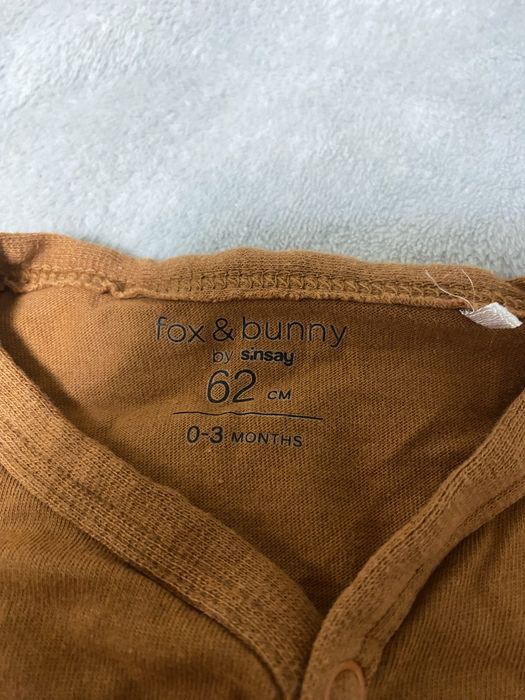 fox & bunny
by sinsay
62 CM
0-3 MONTHS